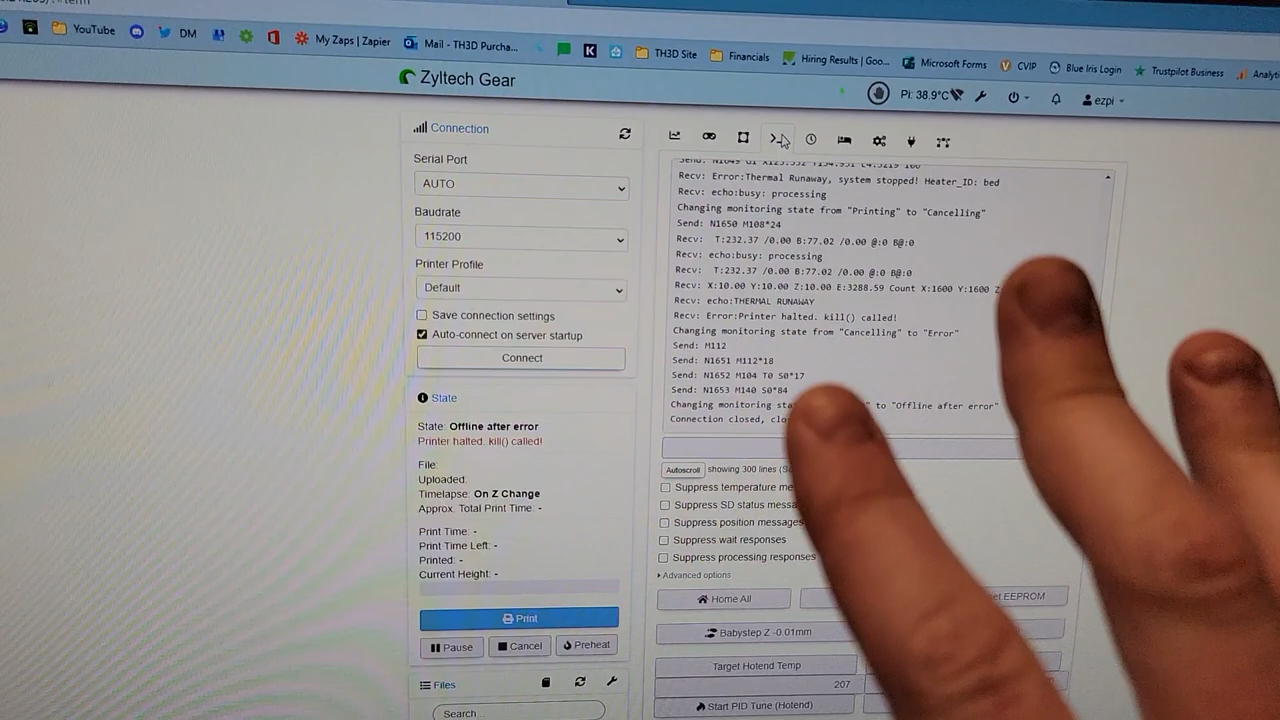 YouTube DM My Zaps | Zapier Mail - TH3D Purcha... K TH3D Site Financials Hiring Results | Goo... Microsoft Forms CVIP Blue Iris Login Trustpilot Business
Zyltech Gear
Pi: 38.9°C ezpi
Connection
Serial Port
AUTO
Baudrate
115200
Printer Profile
Default
Save connection settings
Auto-connect on server startup
Connect
State
State: Offline after error
Printer halted. kill() called!
File:
Uploaded:
Timelapse: On Z Change
Approx. Total Print Time: -
Print Time: -
Print Time Left: -
Printed: -
Current Height: -
Print
Pause Cancel Preheat
Files
Search...
Recv: Error:Thermal Runaway, system stopped! Heater_ID: bed
Recv: echo:busy: processing
Changing monitoring state from "Printing" to "Cancelling"
Send: N1650 M108*24
Recv: T:232.37 /0.00 B:77.02 /0.00 @:0 B@:0
Recv: echo:busy: processing
Recv: T:232.37 /0.00 B:77.02 /0.00 @:0 B@:0
Recv: X:10.00 Y:10.00 Z:10.00 E:3288.59 Count X:1600 Y:1600
Recv: echo:THERMAL RUNAWAY
Recv: Error:Printer halted. kill() called!
Changing monitoring state from "Cancelling" to "Error"
Send: M112
Send: N1651 M112*18
Send: N1652 M104 T0 S0*17
Send: N1653 M140 S0*84
Changing monitoring to "Offline after error"
Connection closed,
Autoscroll showing 300 lines
Suppress temperature
Suppress SD status
Suppress position messages
Suppress wait responses
Suppress processing responses
Advanced options
Home All EEPROM
Babystep Z -0.01mm
Target Hotend Temp
207
Start PID Tune (Hotend)